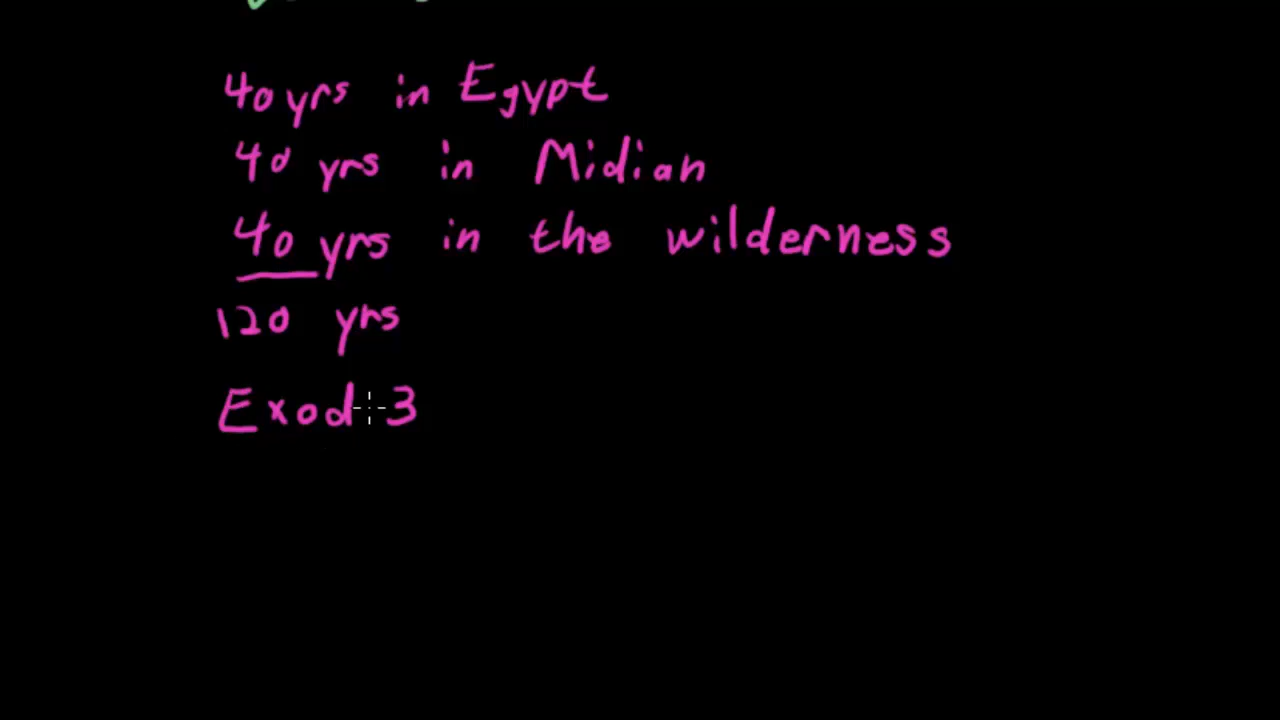 40 yrs in Egypt
40 yrs in Midian
40 yrs in the wilderness
120 yrs
Exod 3